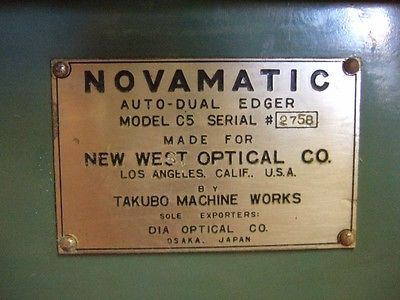 NOVAMATIC
AUTO-DUAL EDGER
MODEL C5 SERIAL # 2758
MADE FOR
NEW WEST OPTICAL CO.
LOS ANGELES, CALIF., U.S.A.
BY
TAKUBO MACHINE WORKS
SOLE EXPORTERS:
DIA OPTICAL CO.
OSAKA, JAPAN